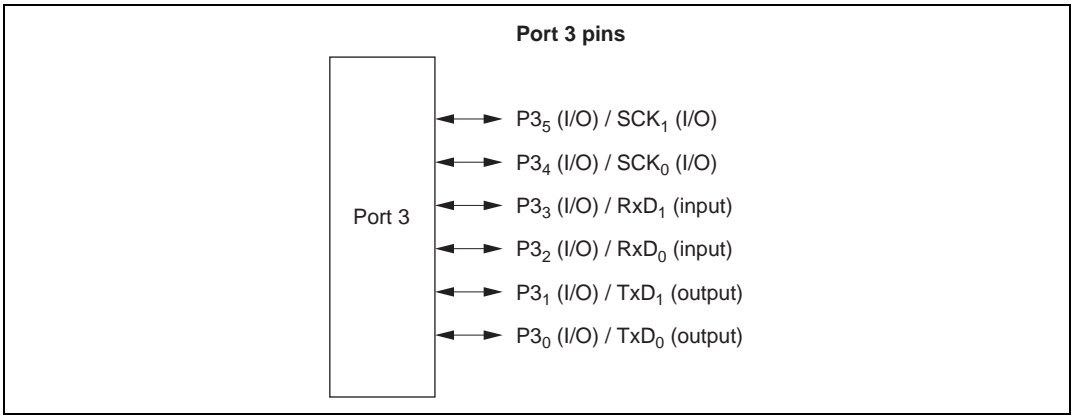 Port 3 pins
P3₅ (I/O) / SCK₁ (I/O)
P3₄ (I/O) / SCK₀ (I/O)
P3₃ (I/O) / RxD₁ (input)
Port 3
P3₂ (I/O) / RxD₀ (input)
P3₁ (I/O) / TxD₁ (output)
P3₀ (I/O) / TxD₀ (output)